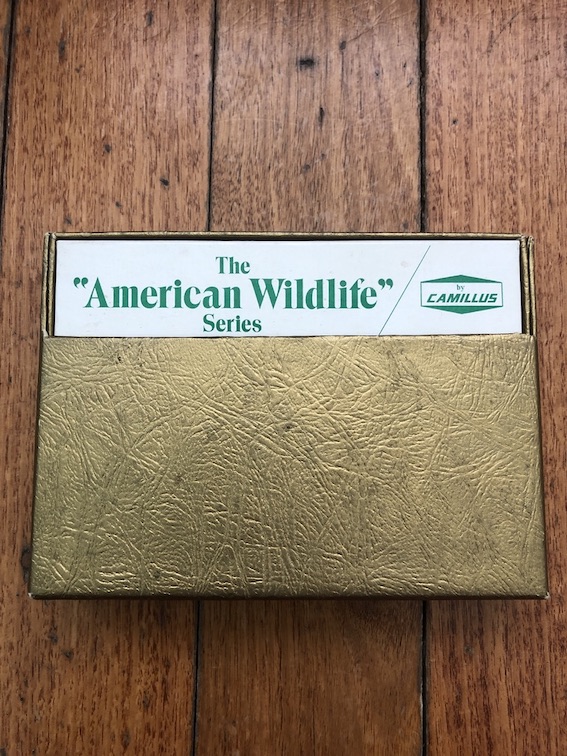 The
"American Wildlife"
Series
by
CAMILLUS